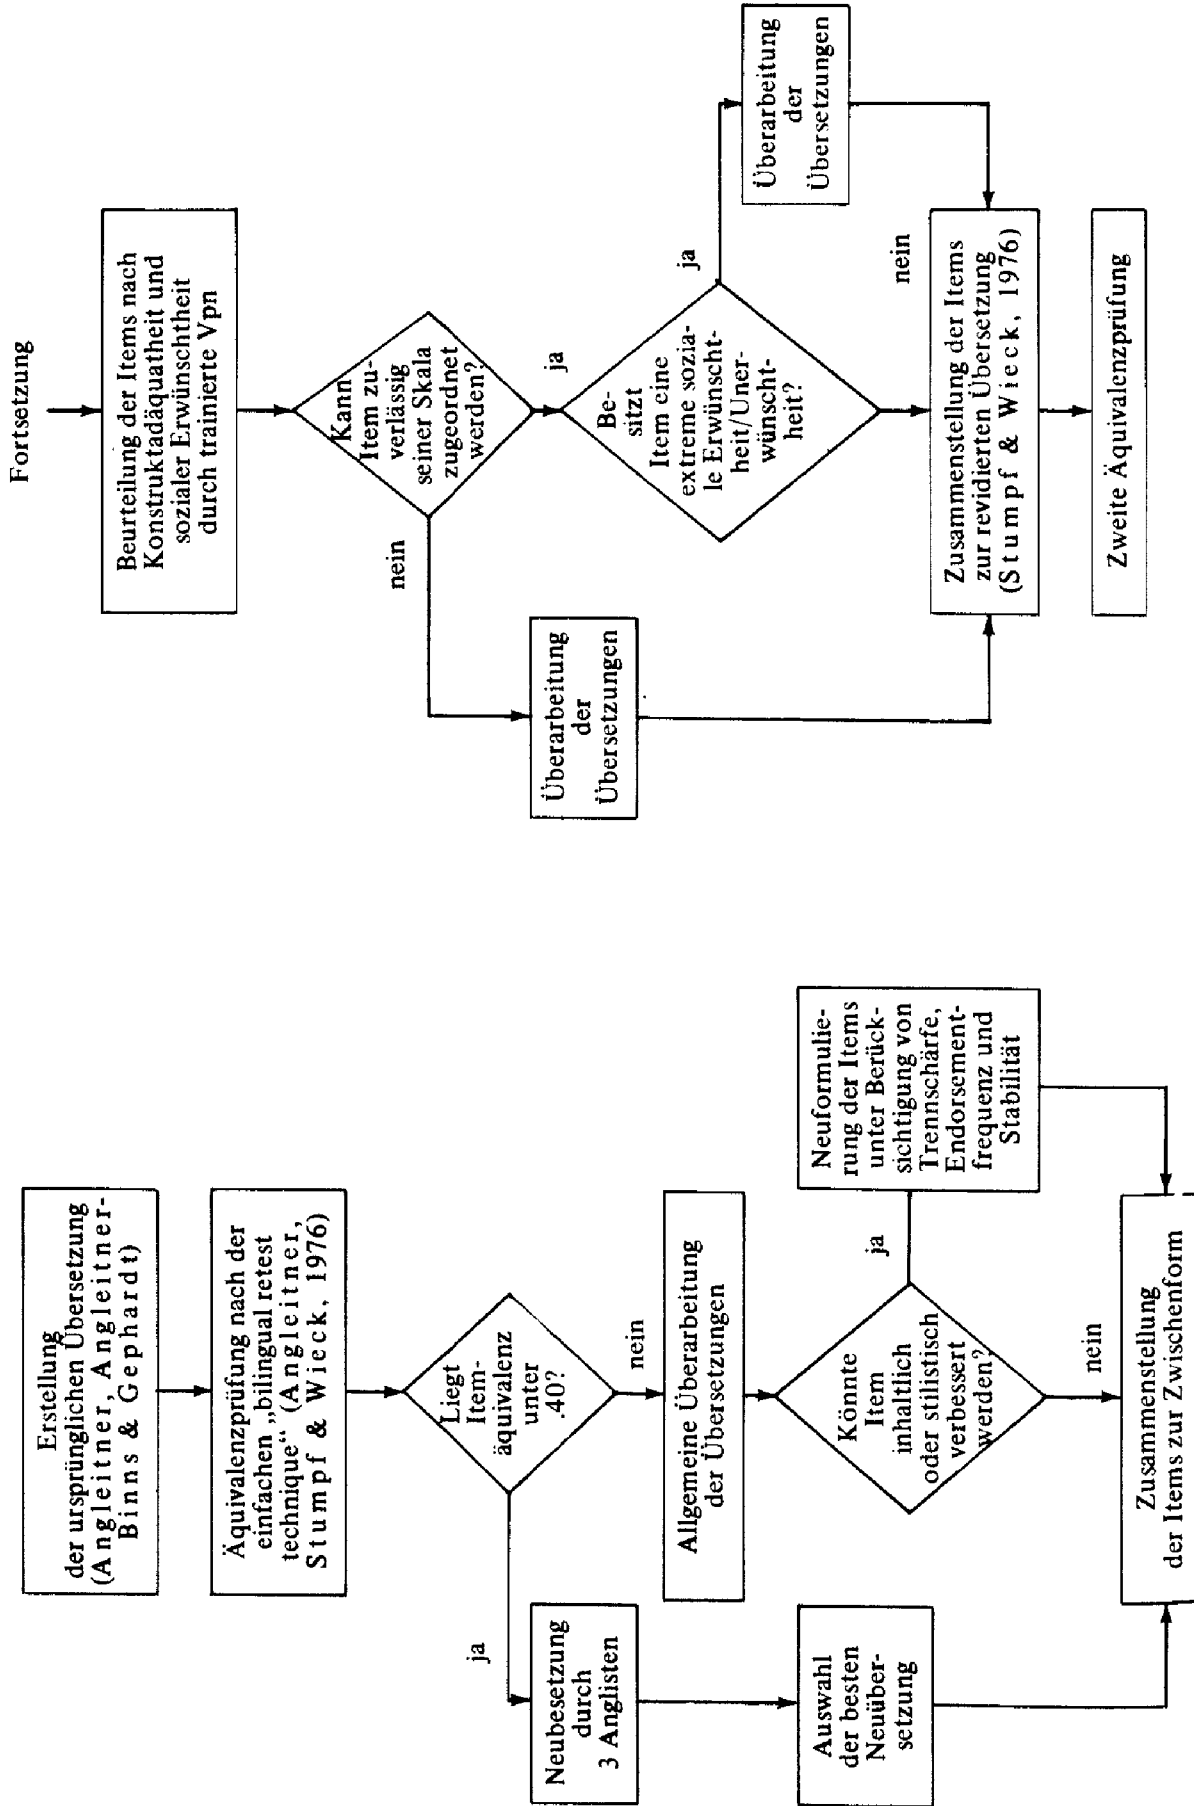 Erstellung
der ursprünglichen Übersetzung
(Angleitner, Angleitner-
Binns & Gephardt)
Äquivalenzprüfung nach der
einfachen „bilingual retest
technique“ (Angleitner,
Stumpf & Wieck, 1976)
Liegt
Item-
äquivalenz
unter
.40?
ja
nein
Neubesetzung
durch
3 Anglisten
Allgemeine Überarbeitung
der Übersetzungen
Auswahl
der besten
Neuüber-
setzung
Könnte
Item
inhaltlich
oder stilistisch
verbessert
werden?
ja
nein
Neuformulie-
rung der Items
unter Berück-
sichtigung von
Trennschärfe,
Endorsement-
frequenz und
Stabilität
Zusammenstellung
der Items zur Zwischenform
Fortsetzung
Beurteilung der Items nach
Konstruktadäquatheit und
sozialer Erwünschtheit
durch trainierte Vpn
Kann
Item zu-
verlässig
seiner Skala
zugeordnet
werden?
nein
ja
Überarbeitung
der
Übersetzungen
Be-
sitzt
Item eine
extreme sozia-
le Erwünscht-
heit/Uner-
wünscht-
heit?
ja
nein
Überarbeitung
der
Übersetzungen
Zusammenstellung der Items
zur revidierten Übersetzung
(Stumpf & Wieck, 1976)
Zweite Äquivalenprüfung